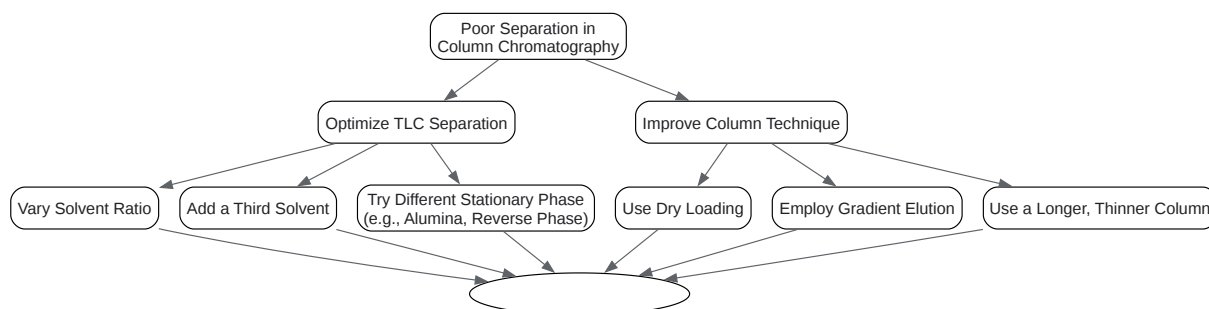 Poor Separation in
Column Chromatography
Optimize TLC Separation
Improve Column Technique
Vary Solvent Ratio
Add a Third Solvent
Try Different Stationary Phase
(e.g., Alumina, Reverse Phase)
Use Dry Loading
Employ Gradient Elution
Use a Longer, Thinner Column